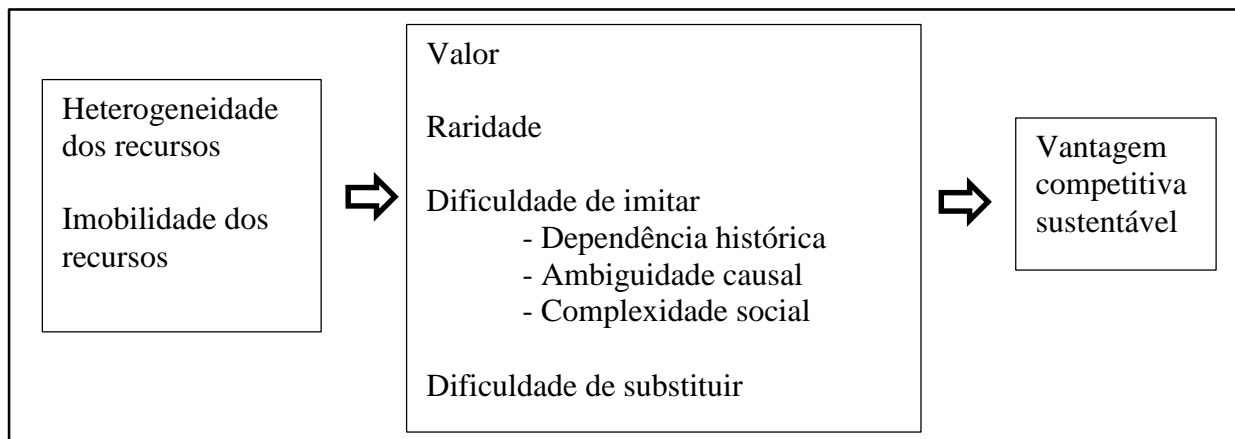 Heterogeneidade
dos recursos
Imobilidade dos
recursos
Valor
Raridade
Dificuldade de imitar
- Dependência histórica
- Ambiguidade causal
- Complexidade social
Dificuldade de substituir
Vantagem
competitiva
sustentável